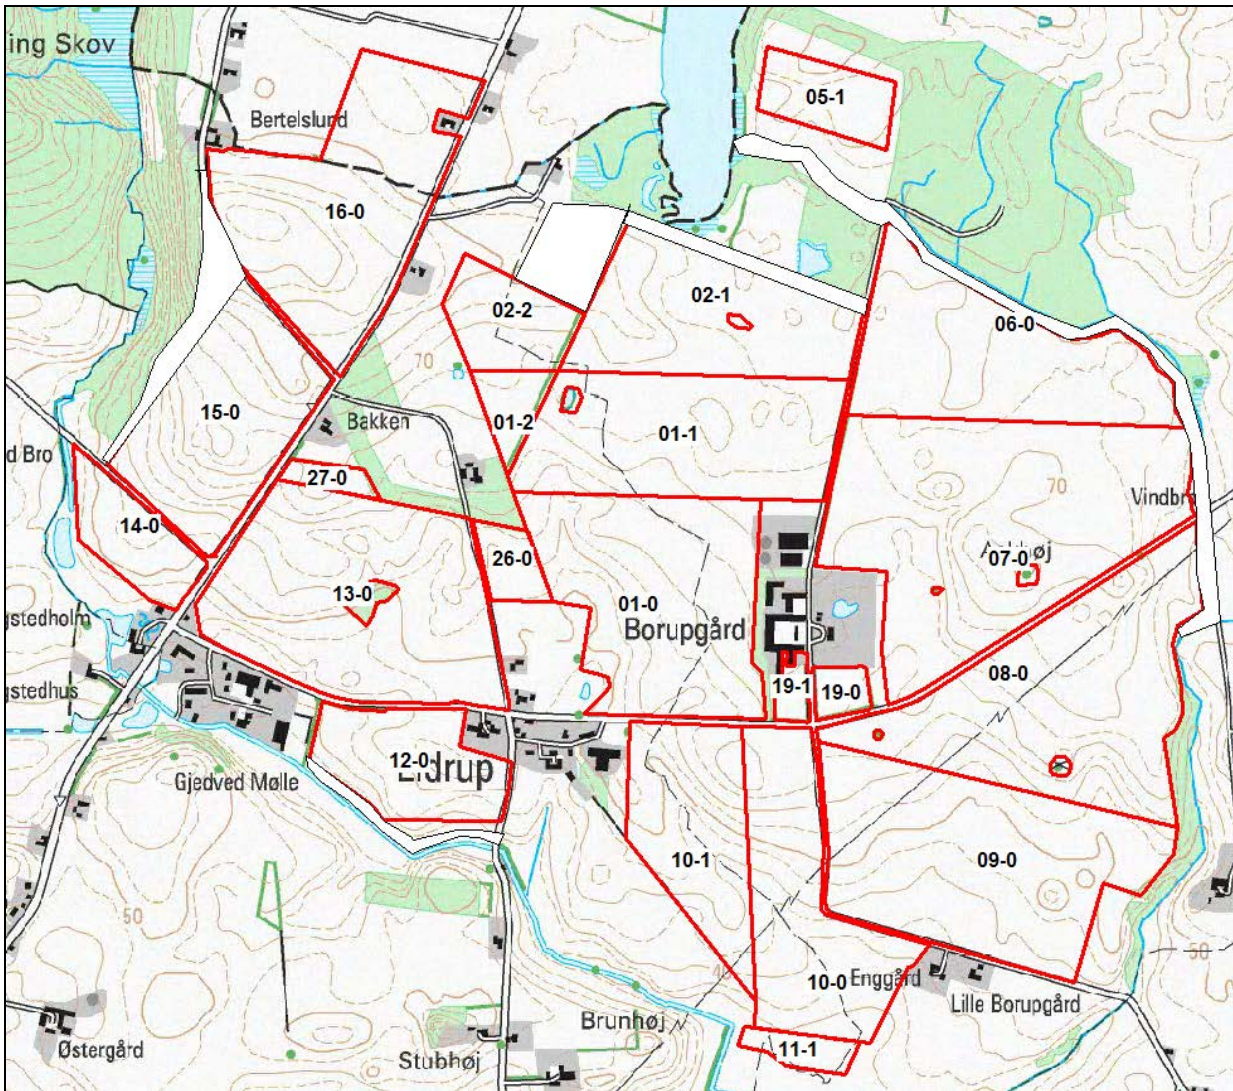 ing Skov
05-1
Bertelslund
16-0
02-1
02-2
06-0
70
15-0
Bakken
01-2
01-1
d Bro
27-0
70
Vindbr
14-0
26-0
07-0
13-0
01-0
gstedholm
Borupgård
gstedhus
19-1
19-0
08-0
12-0
Gjedved Mølle
10-1
09-0
50
50
10-0
Enggård
Lille Borupgård
Brunhøj
Østergård
Stubhøj
11-1